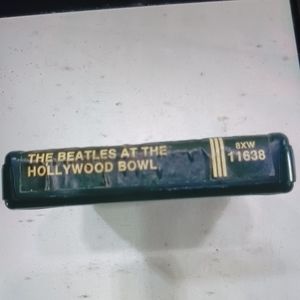 THE BEATLES AT THE
HOLLYWOOD BOWL
8XW
11638